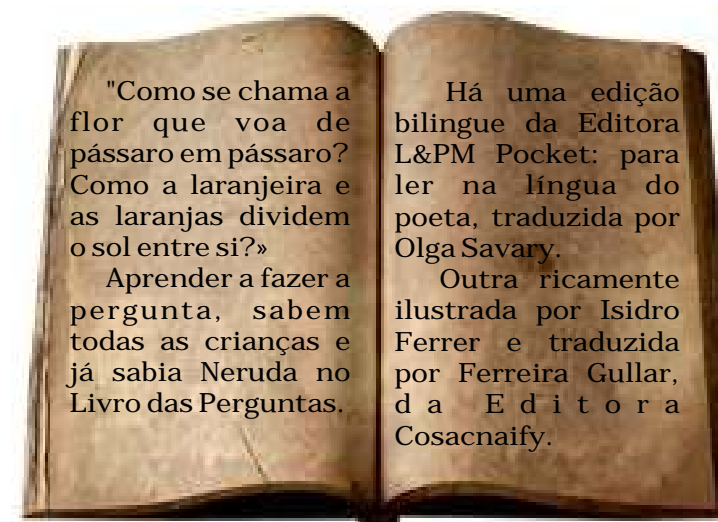 "Como se chama a
flor que voa de
pássaro em pássaro?
Como a laranjeira e
as laranjas dividem
o sol entre si?»
Aprender a fazer a
pergunta, sabem
todas as crianças e
já sabia Neruda no
Livro das Perguntas.
Há uma edição
bilingue da Editora
L&PM Pocket: para
ler na língua do
poeta, traduzida por
Olga Savary.
Outra ricamente
ilustrada por Isidro
Ferrer e traduzida
por Ferreira Gullar,
da Editora
Cosacnaify.